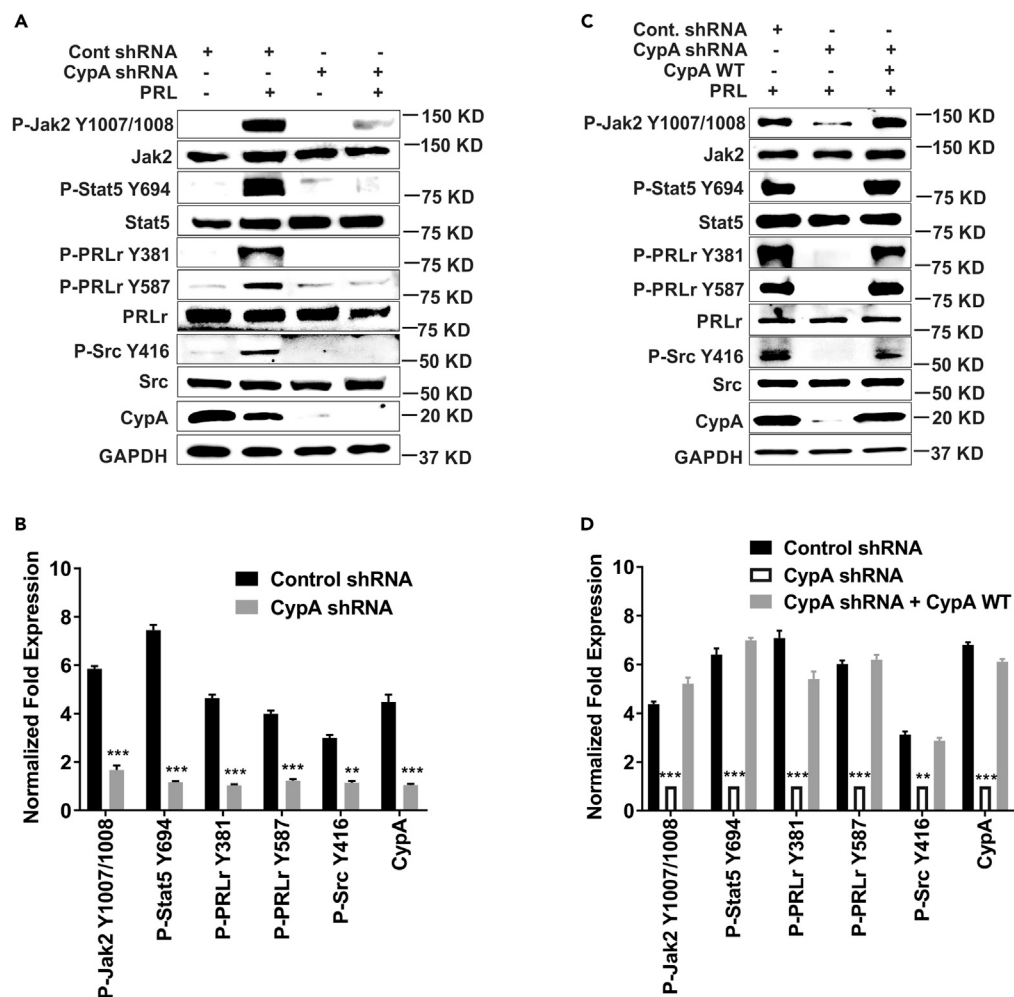 A
Cont shRNA + + - -
CypA shRNA - - + +
PRL - + - +
P-Jak2 Y1007/1008 150 KD
Jak2 150 KD
P-Stat5 Y694 75 KD
Stat5 75 KD
P-PRLr Y381 75 KD
P-PRLr Y587 75 KD
PRLr 75 KD
P-Src Y416 50 KD
Src 50 KD
CypA 20 KD
GAPDH 37 KD
C
Cont. shRNA + - -
CypA shRNA - + +
CypA WT - - +
PRL + + +
P-Jak2 Y1007/1008 150 KD
Jak2 150 KD
P-Stat5 Y694 75 KD
Stat5 75 KD
P-PRLr Y381 75 KD
P-PRLr Y587 75 KD
PRLr 75 KD
P-Src Y416 50 KD
Src 50 KD
CypA 20 KD
GAPDH 37 KD
B
Normalized Fold Expression
10
8
6
4
2
0
Control shRNA
CypA shRNA
*** *** *** *** ** ***
P-Jak2 Y1007/1008
P-Stat5 Y694
P-PRLr Y381
P-PRLr Y587
P-Src Y416
CypA
D
Normalized Fold Expression
10
8
6
4
2
0
Control shRNA
CypA shRNA
CypA shRNA + CypA WT
*** *** *** *** ** ***
P-Jak2 Y1007/1008
P-Stat5 Y694
P-PRLr Y381
P-PRLr Y587
P-Src Y416
CypA